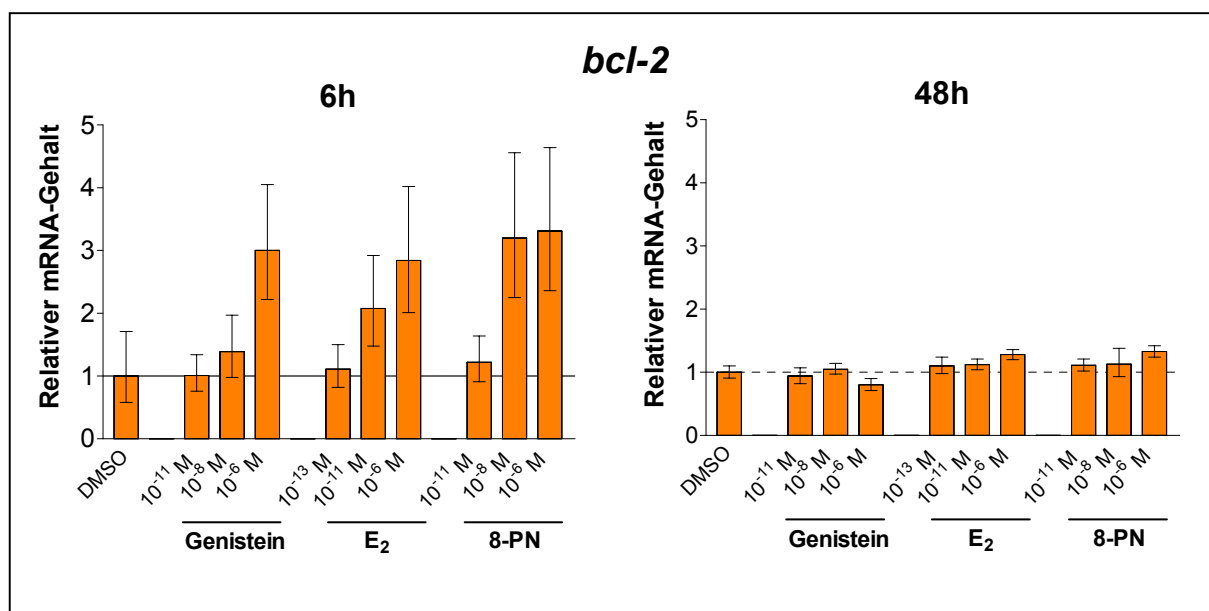 bcl-2
6h
Relativer mRNA-Gehalt
5
4
3
2
1
0
DMSO
10⁻¹¹ M
10⁻⁸ M
10⁻⁶ M
10⁻¹³ M
10⁻¹¹ M
10⁻⁶ M
10⁻¹¹ M
10⁻⁸ M
10⁻⁶ M
Genistein
E₂
8-PN
48h
Relativer mRNA-Gehalt
5
4
3
2
1
0
DMSO
10⁻¹¹ M
10⁻⁸ M
10⁻⁶ M
10⁻¹³ M
10⁻¹¹ M
10⁻⁶ M
10⁻¹¹ M
10⁻⁸ M
10⁻⁶ M
Genistein
E₂
8-PN